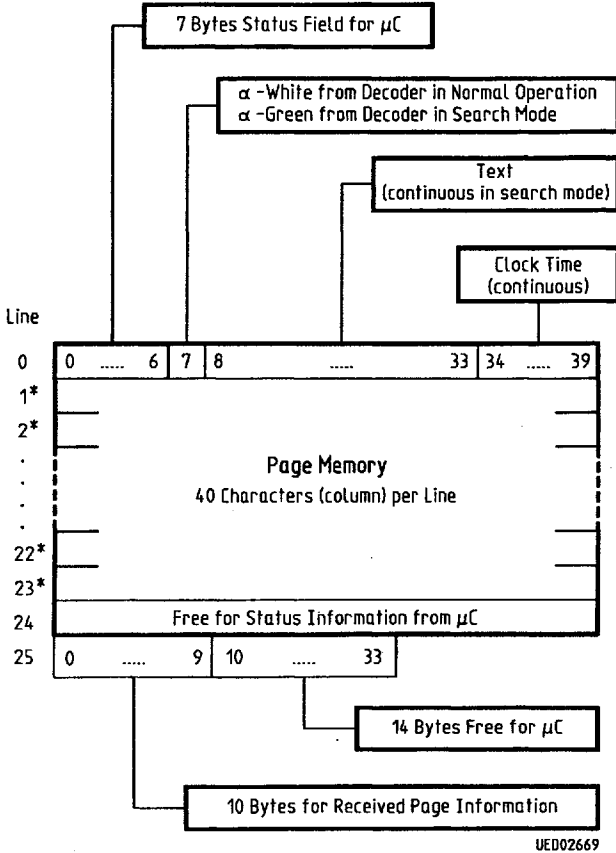 7 Bytes Status Field for µC
α -White from Decoder in Normal Operation
α -Green from Decoder in Search Mode
Text
(continuous in search mode)
Clock Time
(continuous)
Line
0 0 ..... 6 7 8 ..... 33 34 ..... 39
1*
2*
Page Memory
40 Characters (column) per Line
22*
23*
24 Free for Status Information from µC
25 0 ..... 9 10 ..... 33
14 Bytes Free for µC
10 Bytes for Received Page Information
UED02669